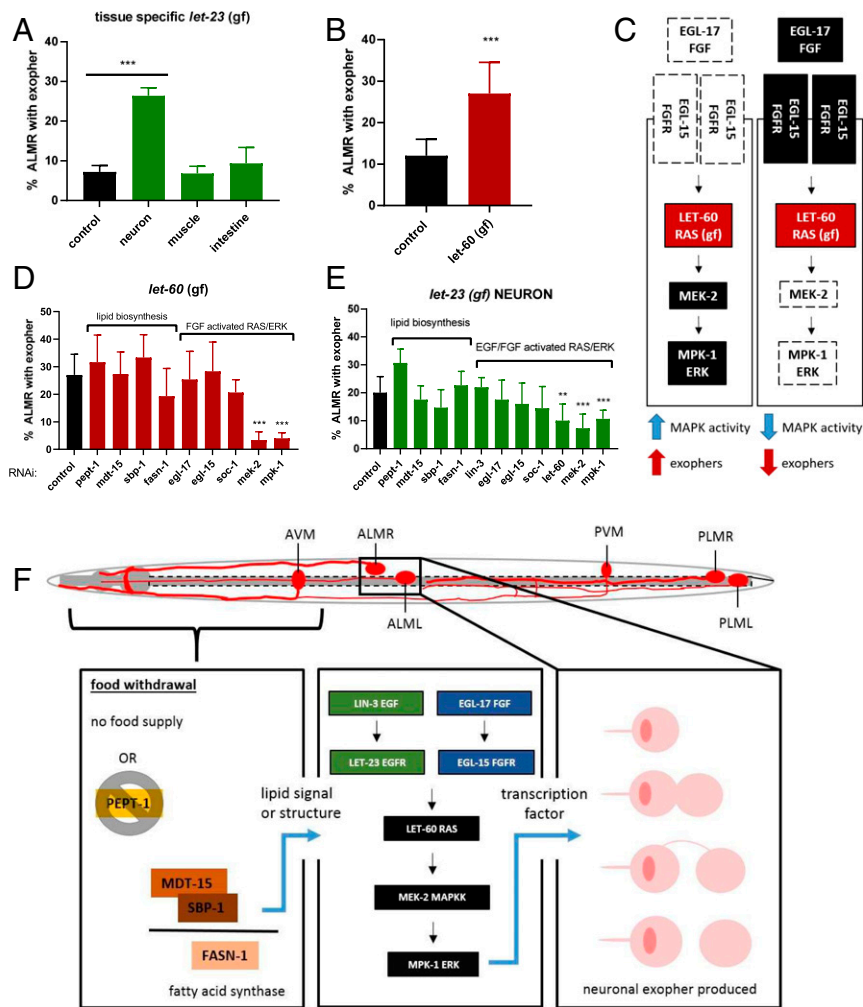 A
tissue specific let-23 (gf)
% ALMR with exopher
40
30
20
10
0
***
control
neuron
muscle
intestine
B
% ALMR with exopher
40
30
20
10
0
***
control
let-60 (gf)
C
EGL-17
FGF
EGL-15
FGFR
EGL-15
FGFR
LET-60
RAS (gf)
MEK-2
MPK-1
ERK
MAPK activity
exophers
EGL-17
FGF
EGL-15
FGFR
EGL-15
FGFR
LET-60
RAS (gf)
MEK-2
MPK-1
ERK
MAPK activity
exophers
D
let-60 (gf)
% ALMR with exopher
50
40
30
20
10
0
lipid biosynthesis
FGF activated RAS/ERK
***
***
RNAi:
control
pept-1
mdt-15
sbp-1
fasn-1
egl-17
egl-15
soc-1
mek-2
mpk-1
E
let-23 (gf) NEURON
% ALMR with exopher
50
40
30
20
10
0
lipid biosynthesis
EGF/FGF activated RAS/ERK
**
***
***
control
pept-1
mdt-15
sbp-1
fasn-1
lin-3
egl-17
egl-15
soc-1
let-60
mek-2
mpk-1
F
AVM
ALMR
ALML
PVM
PLMR
PLML
food withdrawal
no food supply
OR
PEPT-1
MDT-15
SBP-1
FASN-1
fatty acid synthase
lipid signal
or structure
LIN-3 EGF
EGL-17 FGF
LET-23 EGFR
EGL-15 FGFR
LET-60 RAS
MEK-2 MAPKK
MPK-1 ERK
transcription
factor
neuronal exopher produced